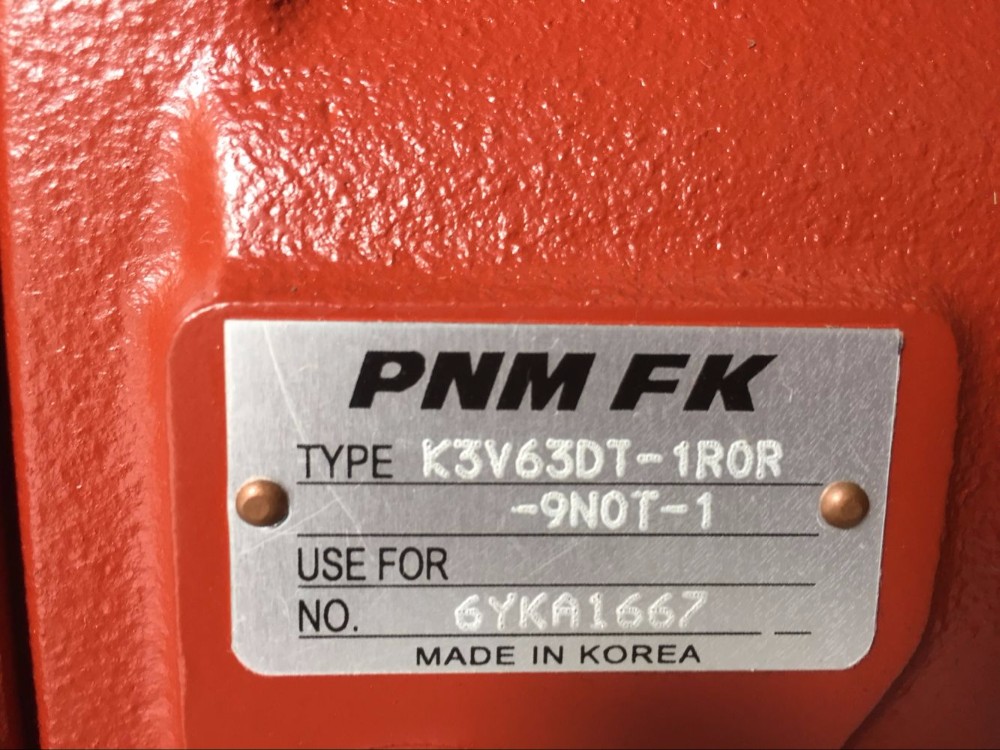 PNM FK
TYPE K3V63DT-1R0R
-9N0T-1
USE FOR
NO. 6YKA1667
MADE IN KOREA